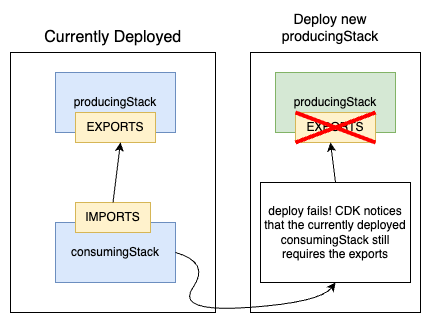 Currently Deployed
producingStack
EXPORTS
IMPORTS
consumingStack
Deploy new
producingStack
producingStack
EXPORTS
deploy fails! CDK notices
that the currently deployed
consumingStack still
requires the exports